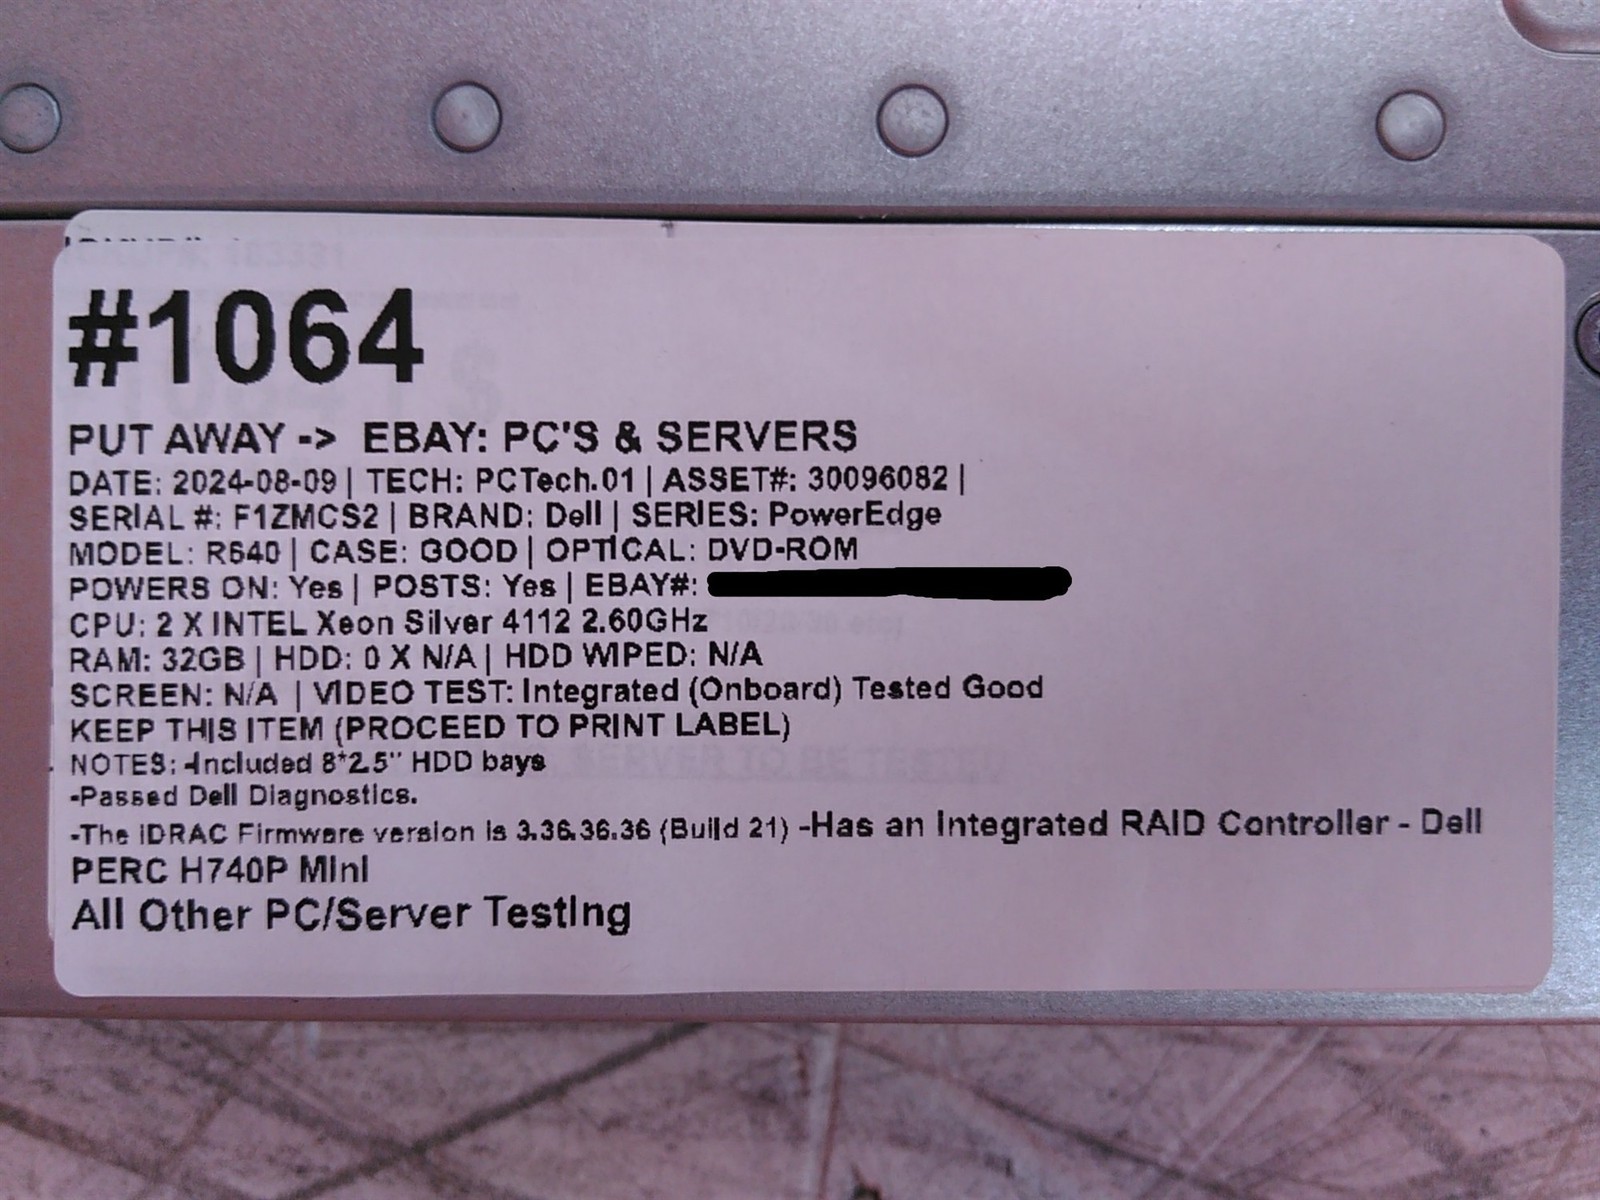 #1064
PUT AWAY -> EBAY: PC'S & SERVERS
DATE: 2024-08-09 | TECH: PCTech.01 | ASSET#: 30096082 |
SERIAL #: F1ZMCS2 | BRAND: Dell | SERIES: PowerEdge
MODEL: R640 | CASE: GOOD | OPTICAL: DVD-ROM
POWERS ON: Yes | POSTS: Yes | EBAY#:
CPU: 2 X INTEL Xeon Silver 4112 2.60GHz
RAM: 32GB | HDD: 0 X N/A | HDD WIPED: N/A
SCREEN: N/A | VIDEO TEST: Integrated (Onboard) Tested Good
KEEP THIS ITEM (PROCEED TO PRINT LABEL)
NOTES: -Included 8*2.5" HDD bays
-Passed Dell Diagnostics.
-The iDRAC Firmware version is 3.36.36.36 (Build 21) -Has an Integrated RAID Controller - Dell
PERC H740P Mini
All Other PC/Server Testing